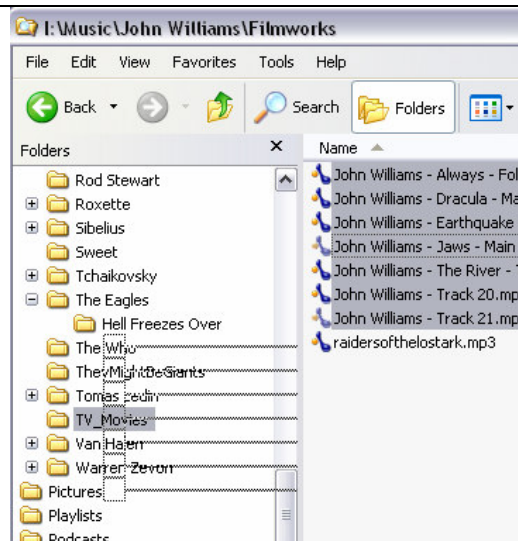 I:\Music\John Williams\Filmworks
File Edit View Favorites Tools Help
Back Search Folders
Folders
Rod Stewart
Roxette
Sibelius
Sweet
Tchaikovsky
The Eagles
Hell Freezes Over
The Who
TheyMightBeGiants
Tomas Ledin
TV_Movies
Van Halen
Warren Zevon
Pictures
Playlists
Podcasts
Name
John Williams - Always - Fol
John Williams - Dracula - Ma
John Williams - Earthquake
John Williams - Jaws - Main
John Williams - The River - T
John Williams - Track 20.mp
John Williams - Track 21.mp
raidersofthelostark.mp3